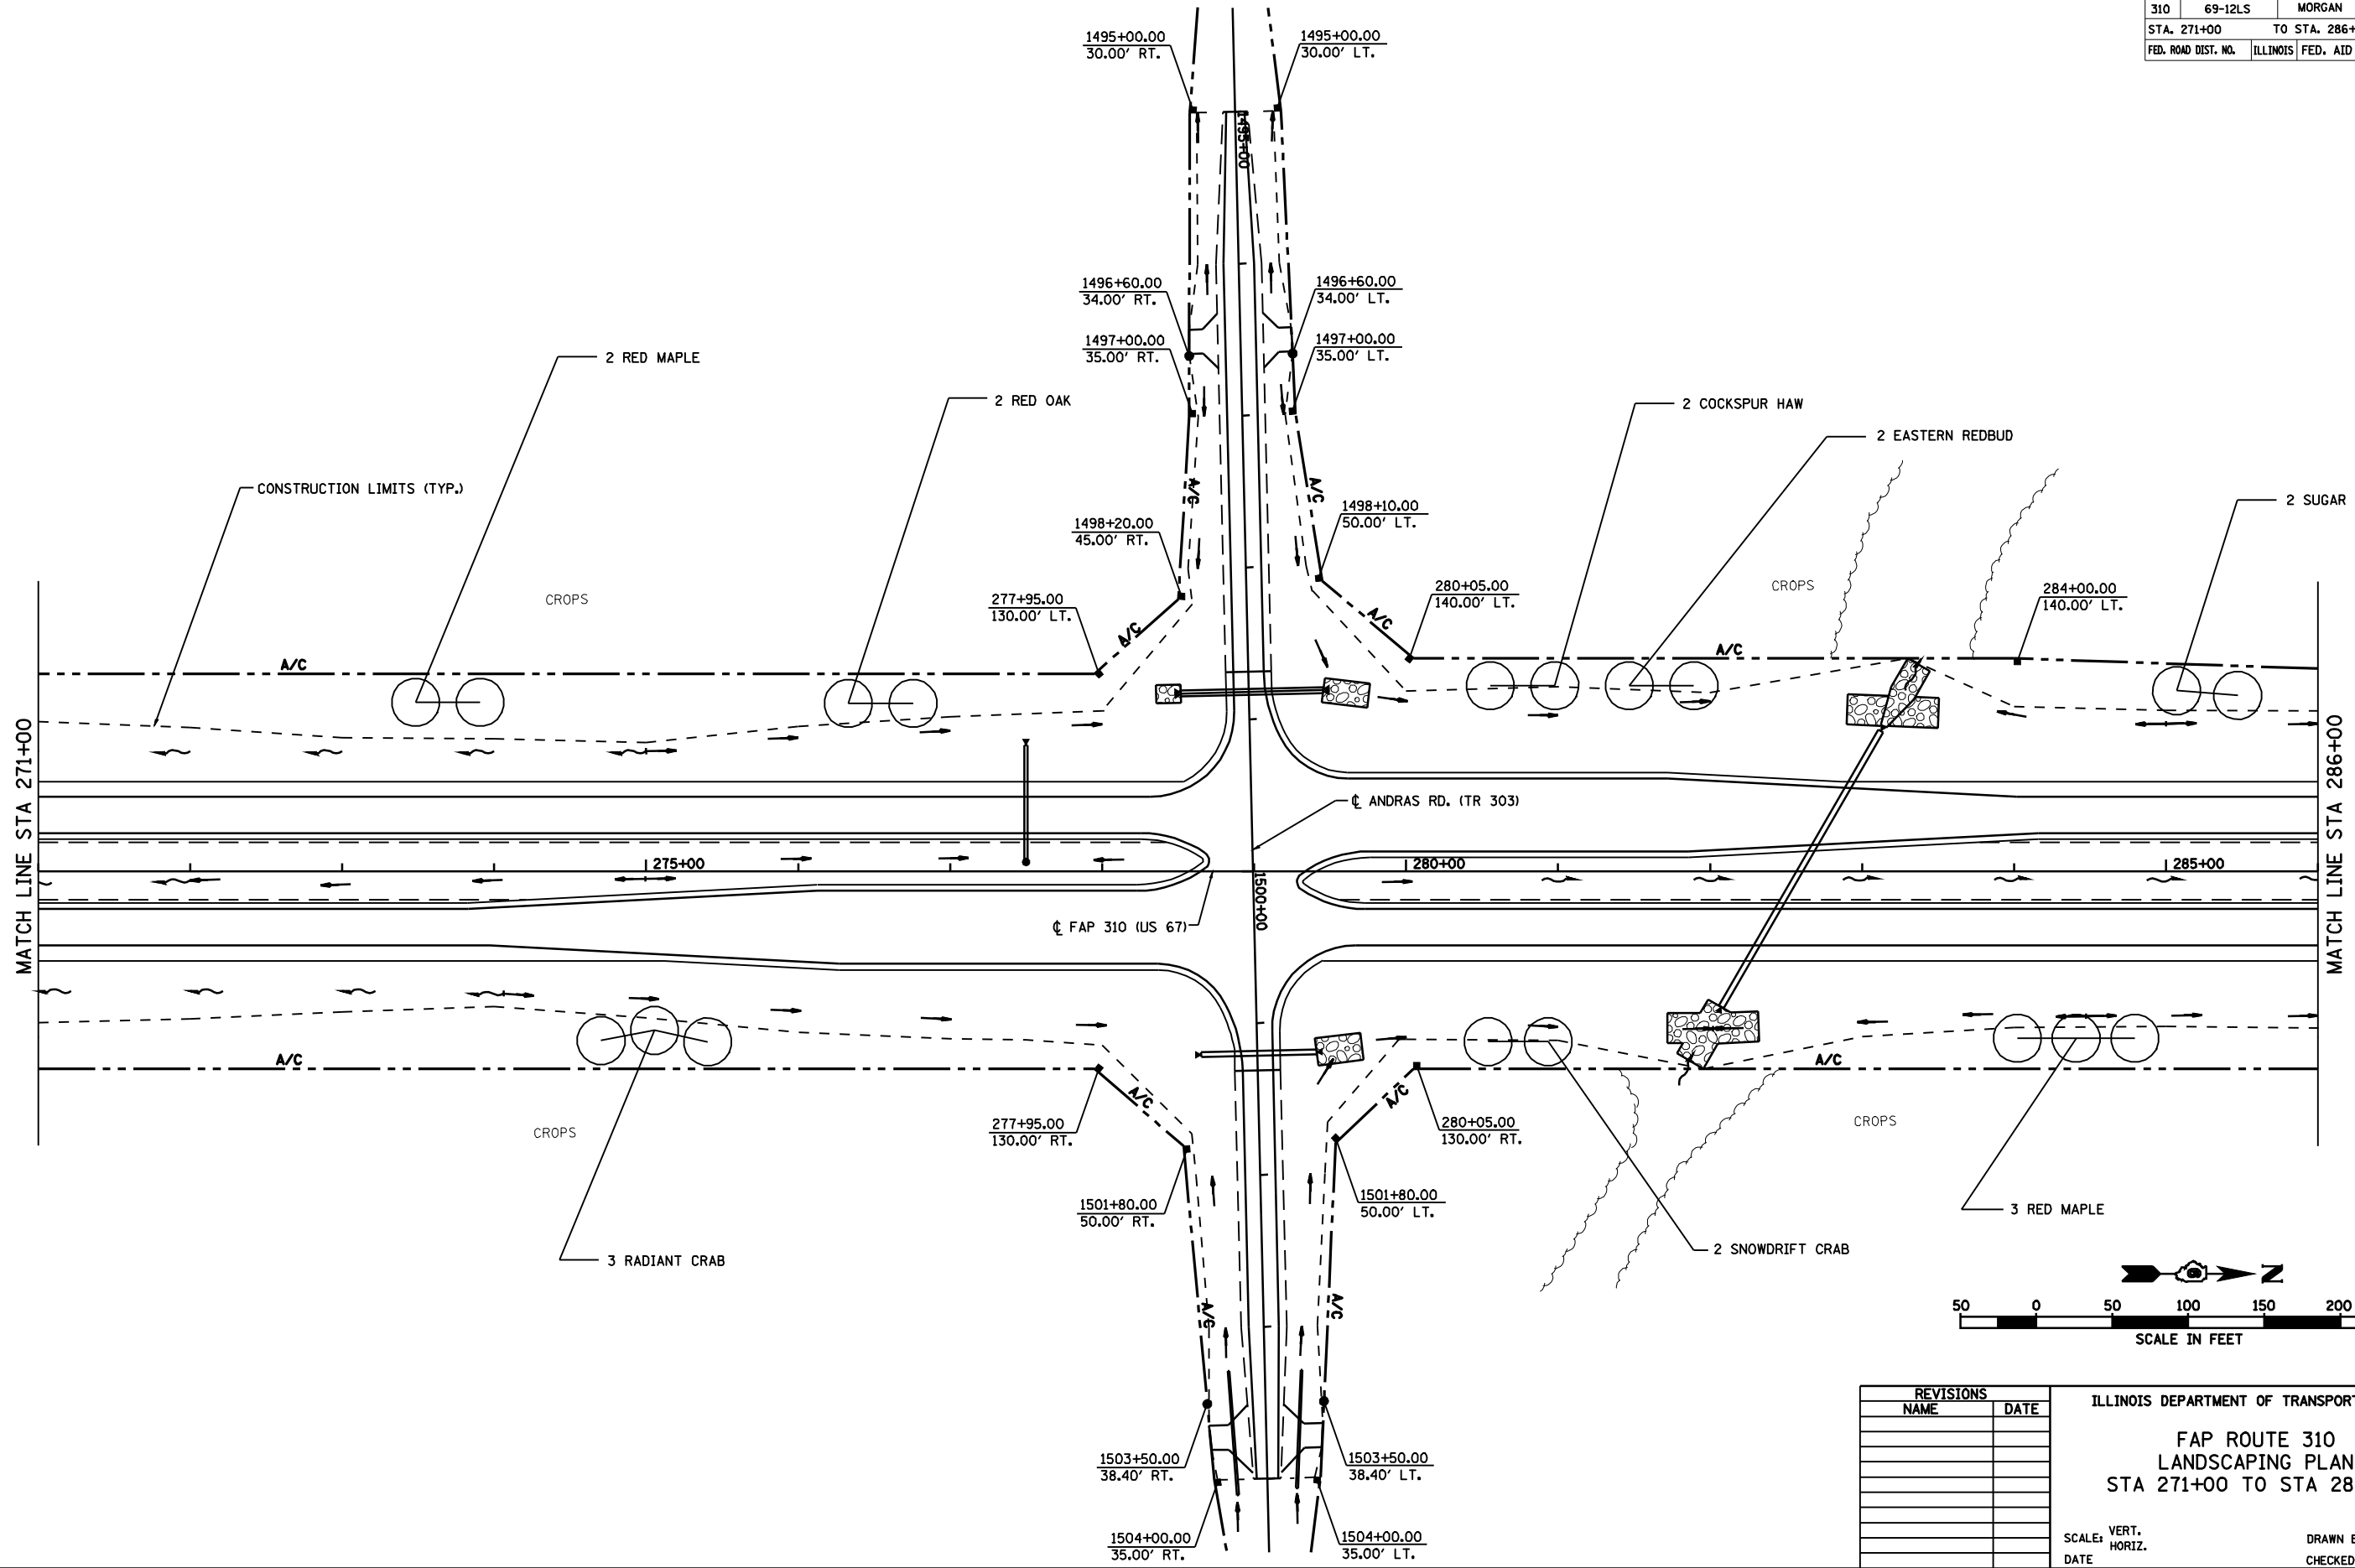 310 69-12LS MORGAN
STA. 271+00 TO STA. 286+
FED. ROAD DIST. NO. ILLINOIS FED. AID
1495+00.00
30.00' RT.
1495+00.00
30.00' LT.
1495+00
1496+60.00
34.00' RT.
1496+60.00
34.00' LT.
1497+00.00
35.00' RT.
1497+00.00
35.00' LT.
2 RED MAPLE
2 RED OAK
2 COCKSPUR HAW
2 EASTERN REDBUD
CONSTRUCTION LIMITS (TYP.)
2 SUGAR
A/C
A/C
1498+20.00
45.00' RT.
1498+10.00
50.00' LT.
CROPS
277+95.00
130.00' LT.
280+05.00
140.00' LT.
CROPS
284+00.00
140.00' LT.
A/C
A/C
A/C
A/C
MATCH LINE STA 271+00
MATCH LINE STA 286+00
℄ ANDRAS RD. (TR 303)
275+00
280+00
285+00
1500+00
℄ FAP 310 (US 67)
A/C
A/C
A/C
A/C
CROPS
277+95.00
130.00' RT.
280+05.00
130.00' RT.
CROPS
1501+80.00
50.00' RT.
1501+80.00
50.00' LT.
3 RED MAPLE
3 RADIANT CRAB
2 SNOWDRIFT CRAB
A/C
A/C
N
50 0 50 100 150 200
SCALE IN FEET
1503+50.00
38.40' RT.
1503+50.00
38.40' LT.
1504+00.00
35.00' RT.
1504+00.00
35.00' LT.
REVISIONS
NAME DATE
ILLINOIS DEPARTMENT OF TRANSPORT
FAP ROUTE 310
LANDSCAPING PLAN
STA 271+00 TO STA 28
SCALE: VERT.
HORIZ.
DRAWN B
DATE
CHECKED